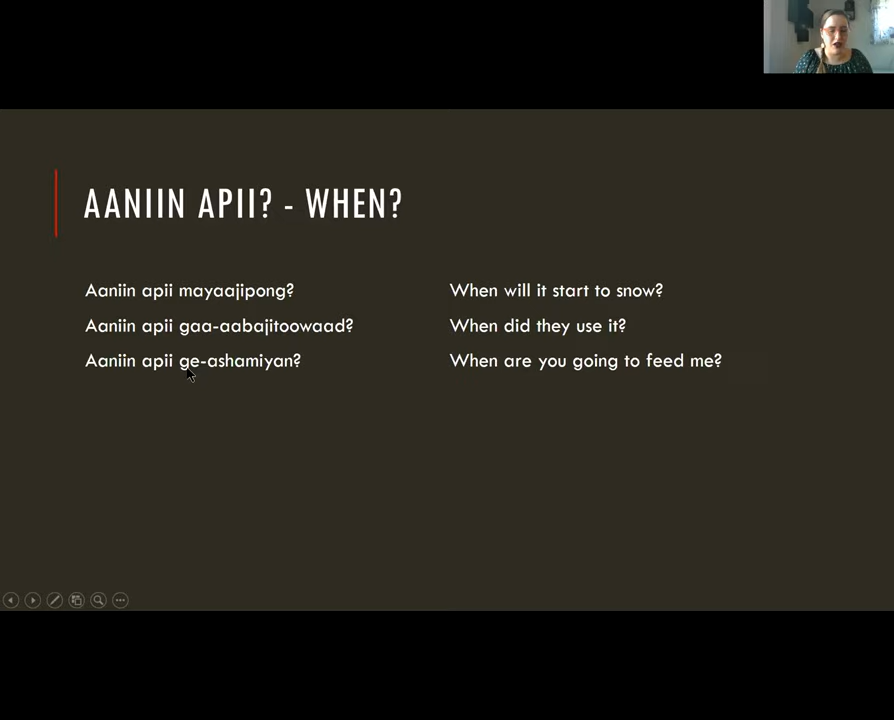 AANIIN APII? - WHEN?
Aaniin apii mayaajipong? When will it start to snow?
Aaniin apii gaa-aabajitoowaad? When did they use it?
Aaniin apii ge-ashamiyan? When are you going to feed me?